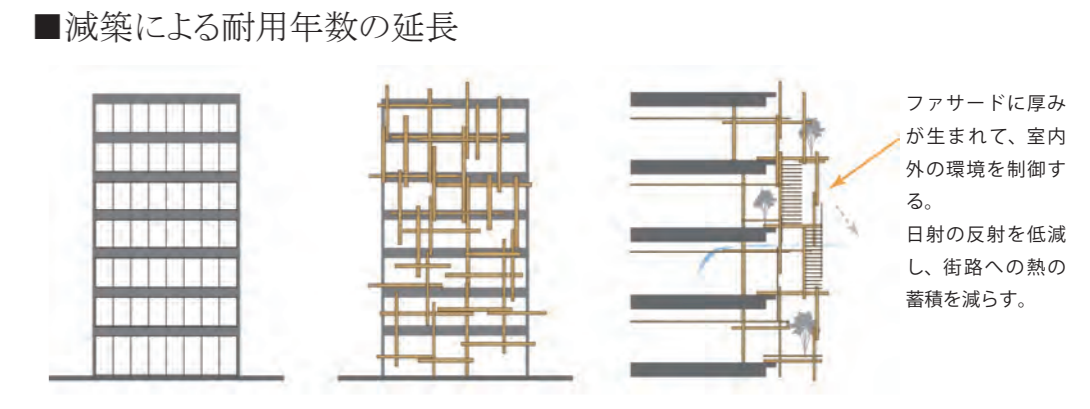 ■減築による耐用年数の延長
ファサードに厚み
が生まれて、室内
外の環境を制御す
る。
日射の反射を低減
し、街路への熱の
蓄積を減らす。